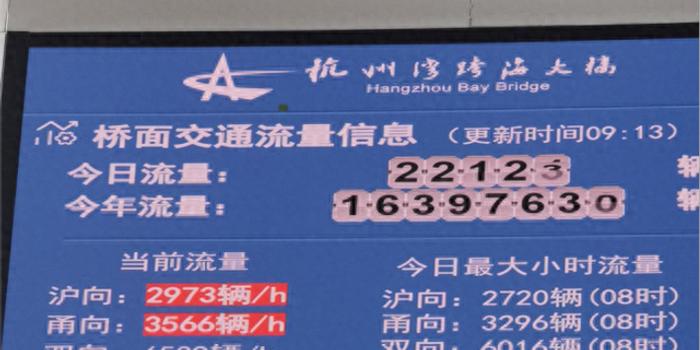 杭州湾跨海大桥
Hangzhou Bay Bridge
桥面交通流量信息 (更新时间09:13)
今日流量: 22123 辆
今年流量: 16397630 辆
当前流量 今日最大小时流量
沪向: 2973辆/h 沪向: 2720辆(08时)
甬向: 3566辆/h 甬向: 3296辆(08时)
双向: 双向: 6016辆(08时)